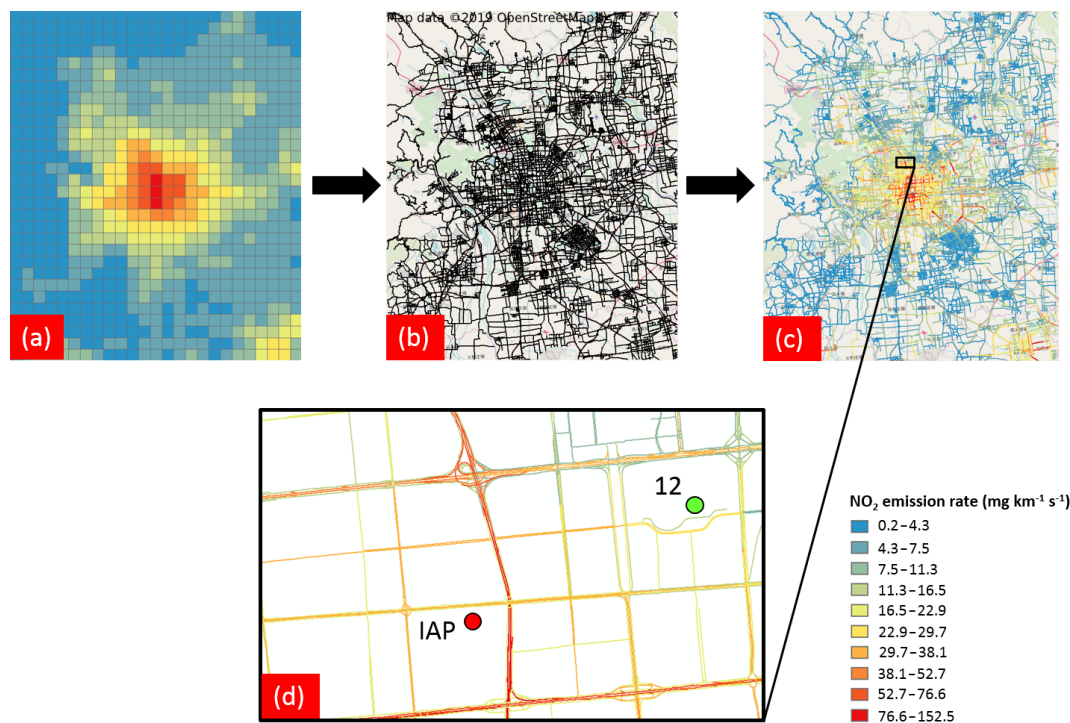 Map data ©2019 OpenStreetMap
(a)
(b)
(c)
12
IAP
(d)
NO₂ emission rate (mg km⁻¹ s⁻¹)
0.2–4.3
4.3–7.5
7.5–11.3
11.3–16.5
16.5–22.9
22.9–29.7
29.7–38.1
38.1–52.7
52.7–76.6
76.6–152.5